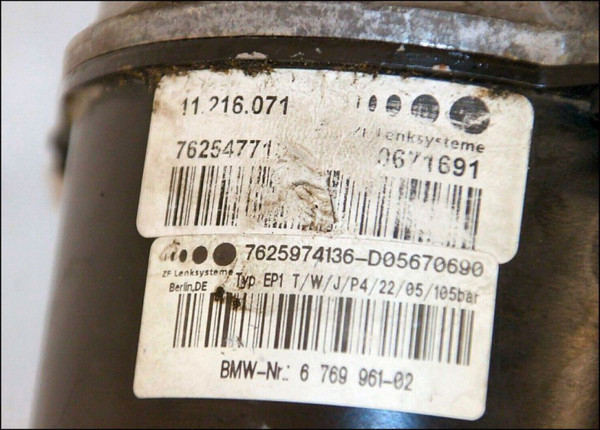 11.216.071
ZF Lenksysteme
7625477 0671691
7625974136-D05670690
ZF Lenksysteme
Typ EP1 T/W/J/P4/22/05/105bar
Berlin,DE
BMW-Nr.: 6 769 961-02